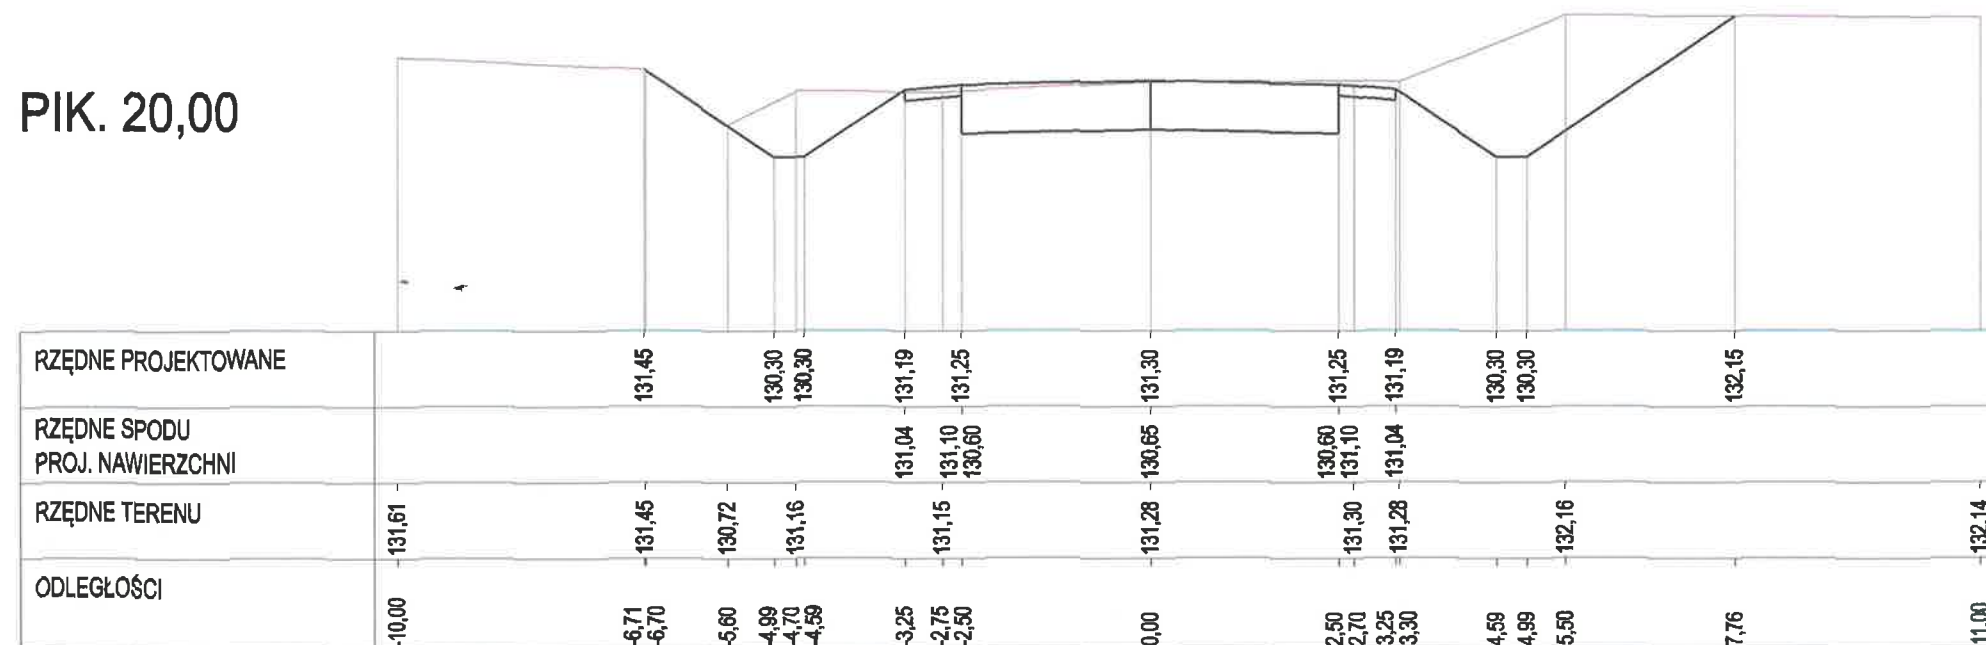 PIK. 20,00
RZĘDNE PROJEKTOWANE 131,45 130,30 130,30 131,19 131,25 131,30 131,25 131,19 130,30 130,30 132,15
RZĘDNE SPODU
PROJ. NAWIERZCHNI 131,04 131,10 130,60 130,65 130,60 131,10 131,04
RZĘDNE TERENU 131,61 131,45 130,72 131,16 131,15 131,28 131,30 131,28 132,16 132,14
ODLEGŁOŚCI -10,00 -6,71 -6,70 -5,60 -4,99 -4,70 -4,59 -3,25 -2,75 -2,50 0,00 2,50 2,70 3,25 3,30 4,59 4,99 5,50 7,76 11,00